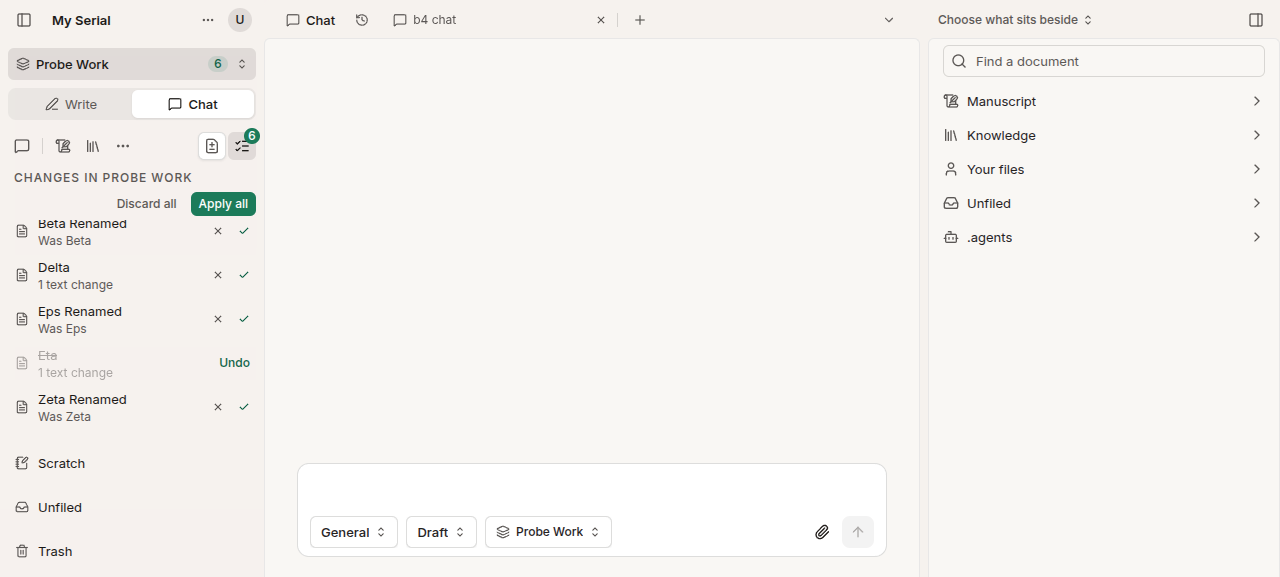 My Serial
U
Probe Work
6
Write
Chat
6
CHANGES IN PROBE WORK
Discard all
Apply all
Beta Renamed
Was Beta
Delta
1 text change
Eps Renamed
Was Eps
Eta
1 text change
Undo
Zeta Renamed
Was Zeta
Scratch
Unfiled
Trash
Chat
b4 chat
General
Draft
Probe Work
Choose what sits beside
Find a document
Manuscript
Knowledge
Your files
Unfiled
.agents